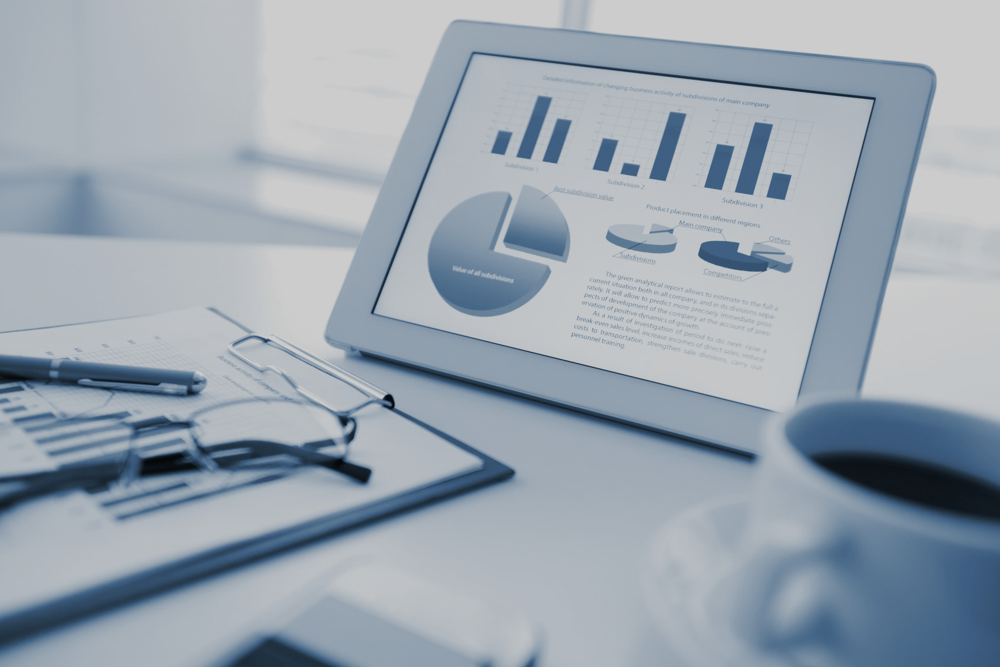 Detailed information of changing business activity of subdivisions of main company
Subdivision 1
Subdivision 2
Subdivision 3
Best subdivision value
Value of all subdivisions
Product placement in different regions
Main company
Others
Subdivisions
Competitors
The given analytical report allows to estimate to the full a
current situation both in all company, and in its divisions sepa-
rately. It will allow to predict more precisely immediate pros-
pects of development of the company at the account of pres-
ervation of positive dynamics of growth.
As a result of investigation of period to do next: raise a
break-even sales level, increase incomes of direct sales, reduce
costs to transportation, strengthen sale divisions, carry out
personnel training.
300
400
500
600
700
Business activity of company and